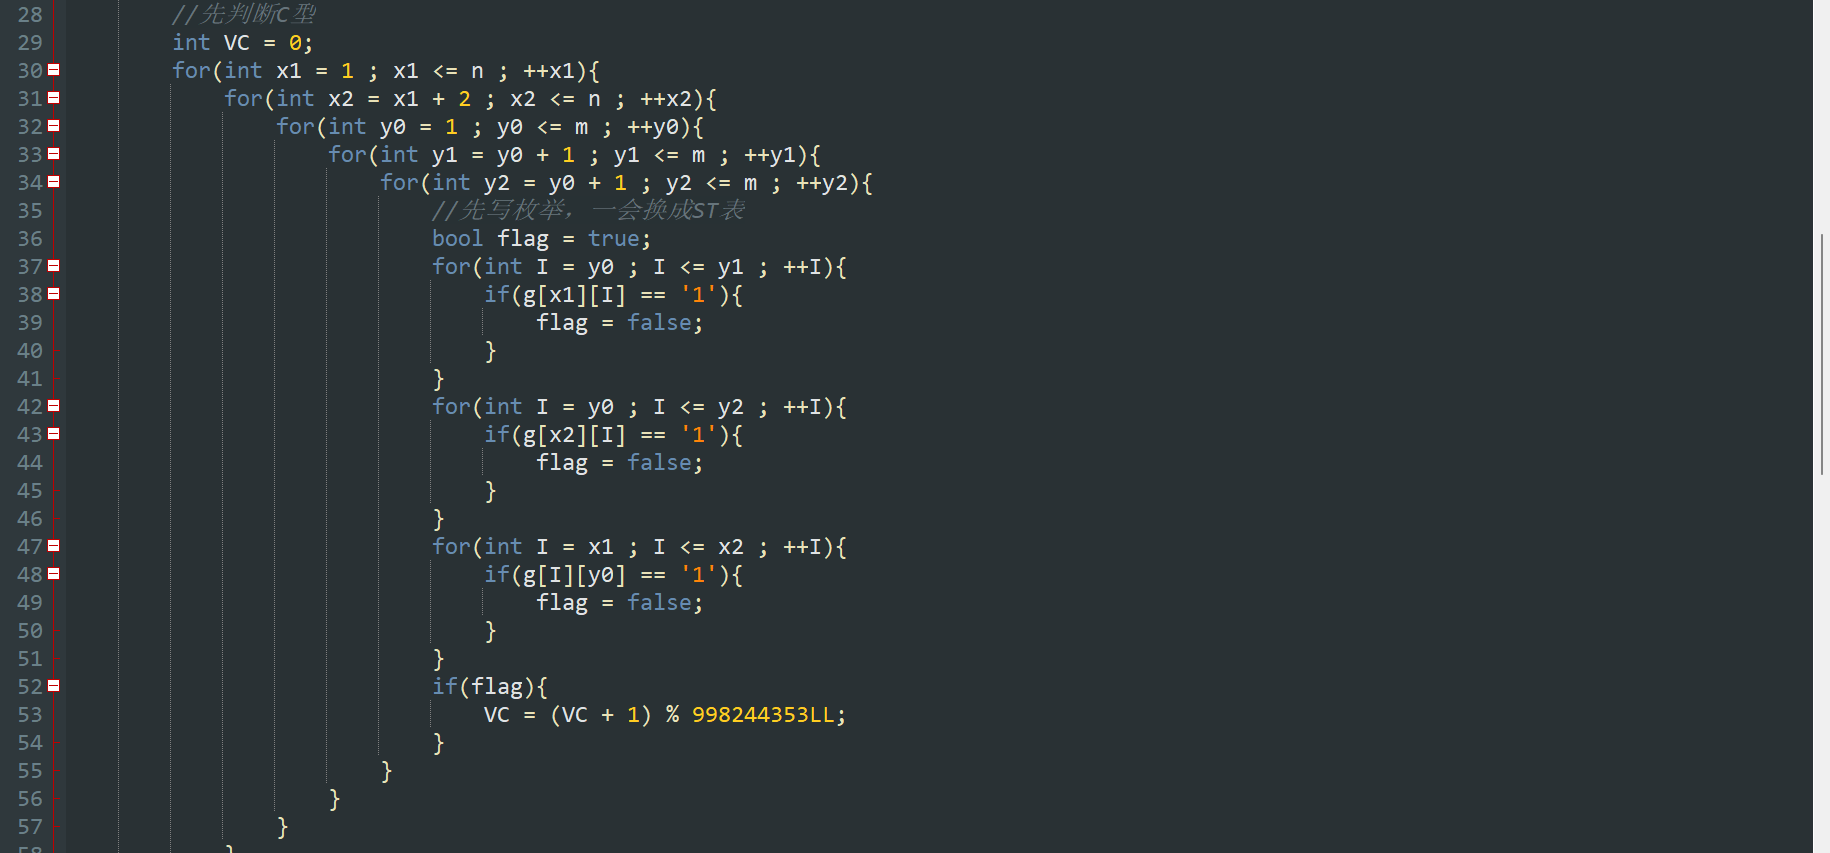 28 //先判断C型
29 int VC = 0;
30 for(int x1 = 1 ; x1 <= n ; ++x1){
31 for(int x2 = x1 + 2 ; x2 <= n ; ++x2){
32 for(int y0 = 1 ; y0 <= m ; ++y0){
33 for(int y1 = y0 + 1 ; y1 <= m ; ++y1){
34 for(int y2 = y0 + 1 ; y2 <= m ; ++y2){
35 //先写枚举，一会换成ST表
36 bool flag = true;
37 for(int I = y0 ; I <= y1 ; ++I){
38 if(g[x1][I] == '1'){
39 flag = false;
40 }
41 }
42 for(int I = y0 ; I <= y2 ; ++I){
43 if(g[x2][I] == '1'){
44 flag = false;
45 }
46 }
47 for(int I = x1 ; I <= x2 ; ++I){
48 if(g[I][y0] == '1'){
49 flag = false;
50 }
51 }
52 if(flag){
53 VC = (VC + 1) % 998244353LL;
54 }
55 }
56 }
57 }
58 }